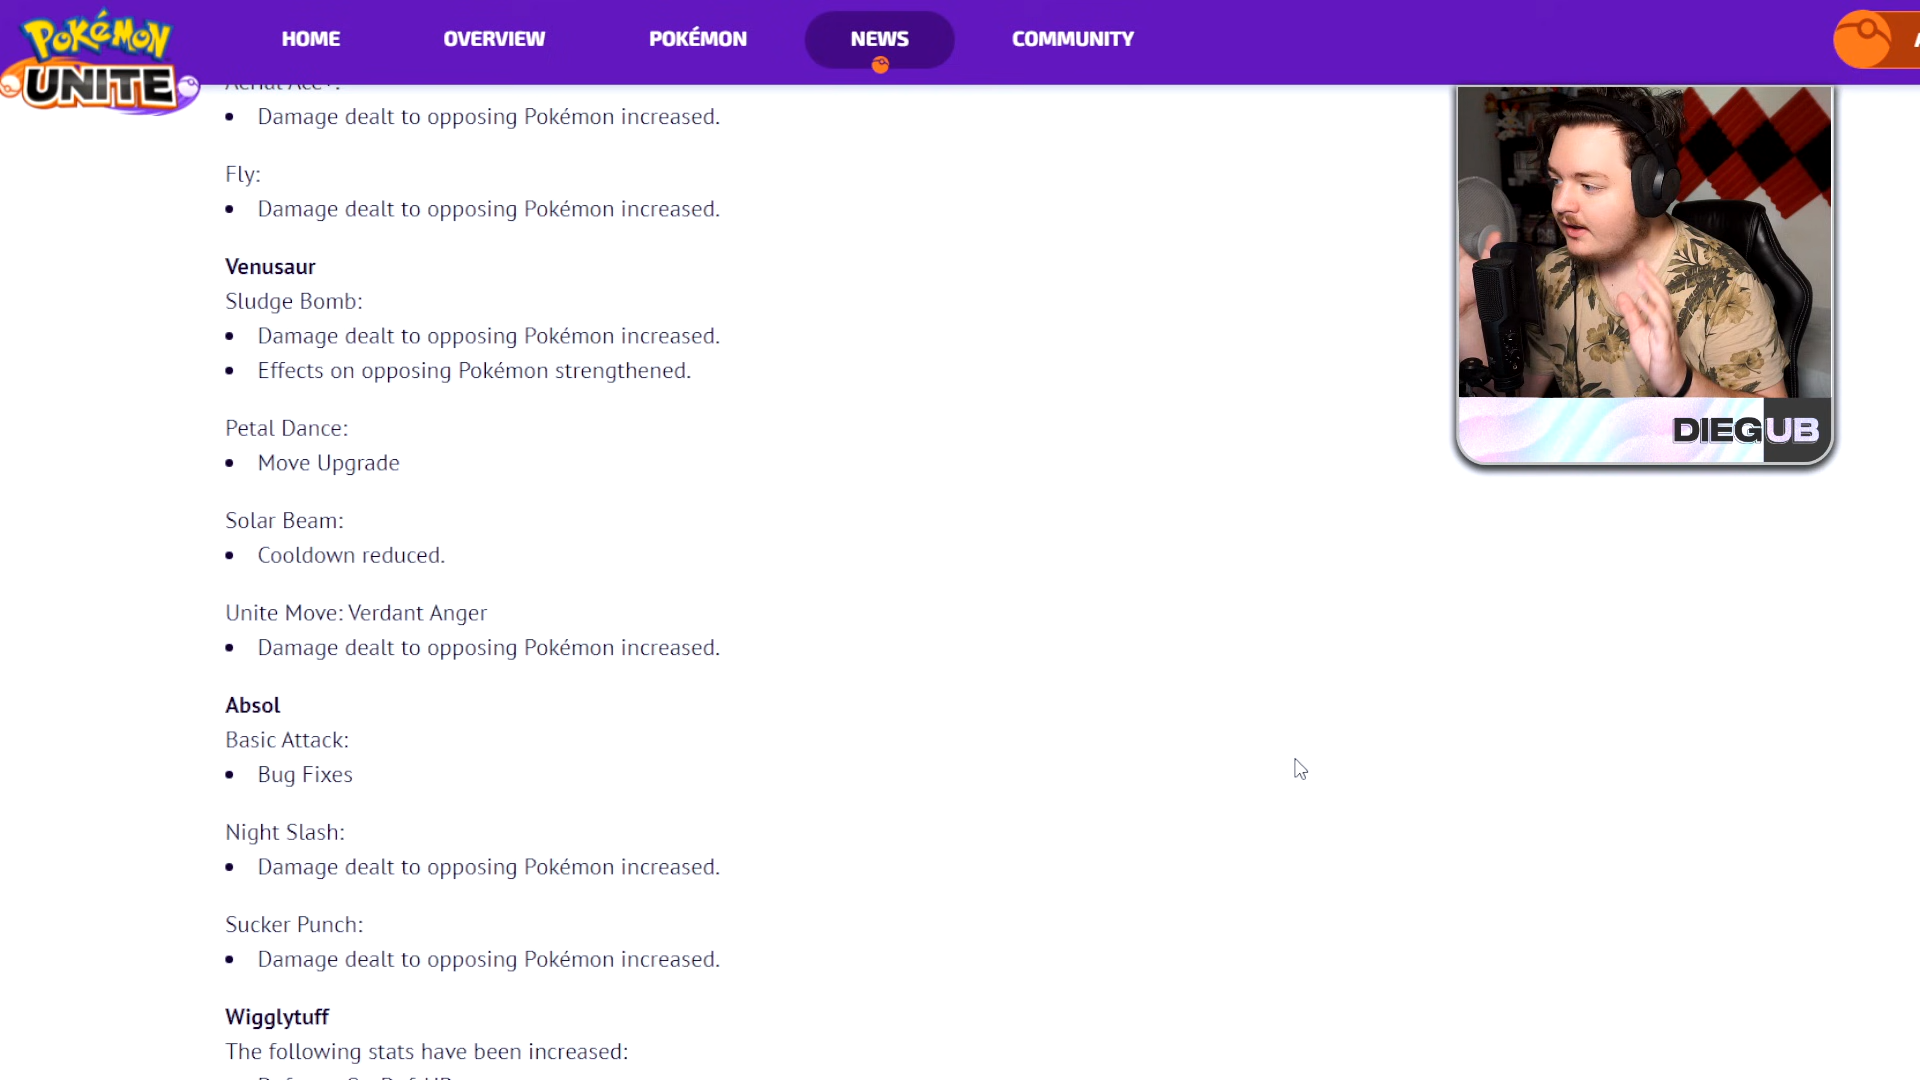 Pokémon
UNITE
HOME
OVERVIEW
POKÉMON
NEWS
COMMUNITY
Aerial Ace+:
• Damage dealt to opposing Pokémon increased.
Fly:
• Damage dealt to opposing Pokémon increased.
Venusaur
Sludge Bomb:
• Damage dealt to opposing Pokémon increased.
• Effects on opposing Pokémon strengthened.
Petal Dance:
• Move Upgrade
Solar Beam:
• Cooldown reduced.
Unite Move: Verdant Anger
• Damage dealt to opposing Pokémon increased.
Absol
Basic Attack:
• Bug Fixes
Night Slash:
• Damage dealt to opposing Pokémon increased.
Sucker Punch:
• Damage dealt to opposing Pokémon increased.
Wigglytuff
The following stats have been increased:
DIEGUB